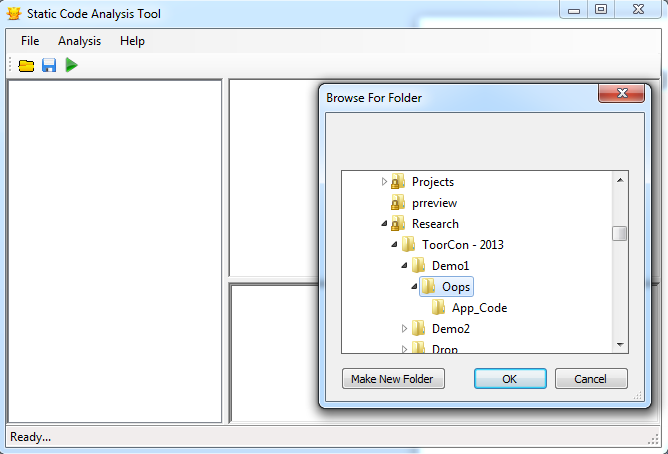 Static Code Analysis Tool
File Analysis Help
Browse For Folder
Projects
prreview
Research
ToorCon - 2013
Demo1
Oops
App_Code
Demo2
Drop
Make New Folder OK Cancel
Ready...